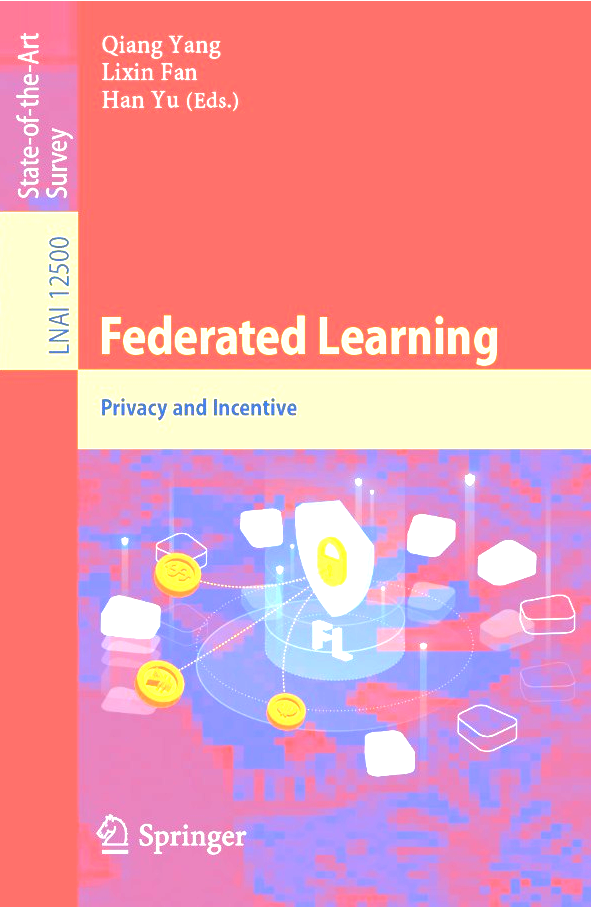 Qiang Yang
Lixin Fan
Han Yu (Eds.)
State-of-the-Art
Survey
LNAI 12500
Federated Learning
Privacy and Incentive
FL
Springer